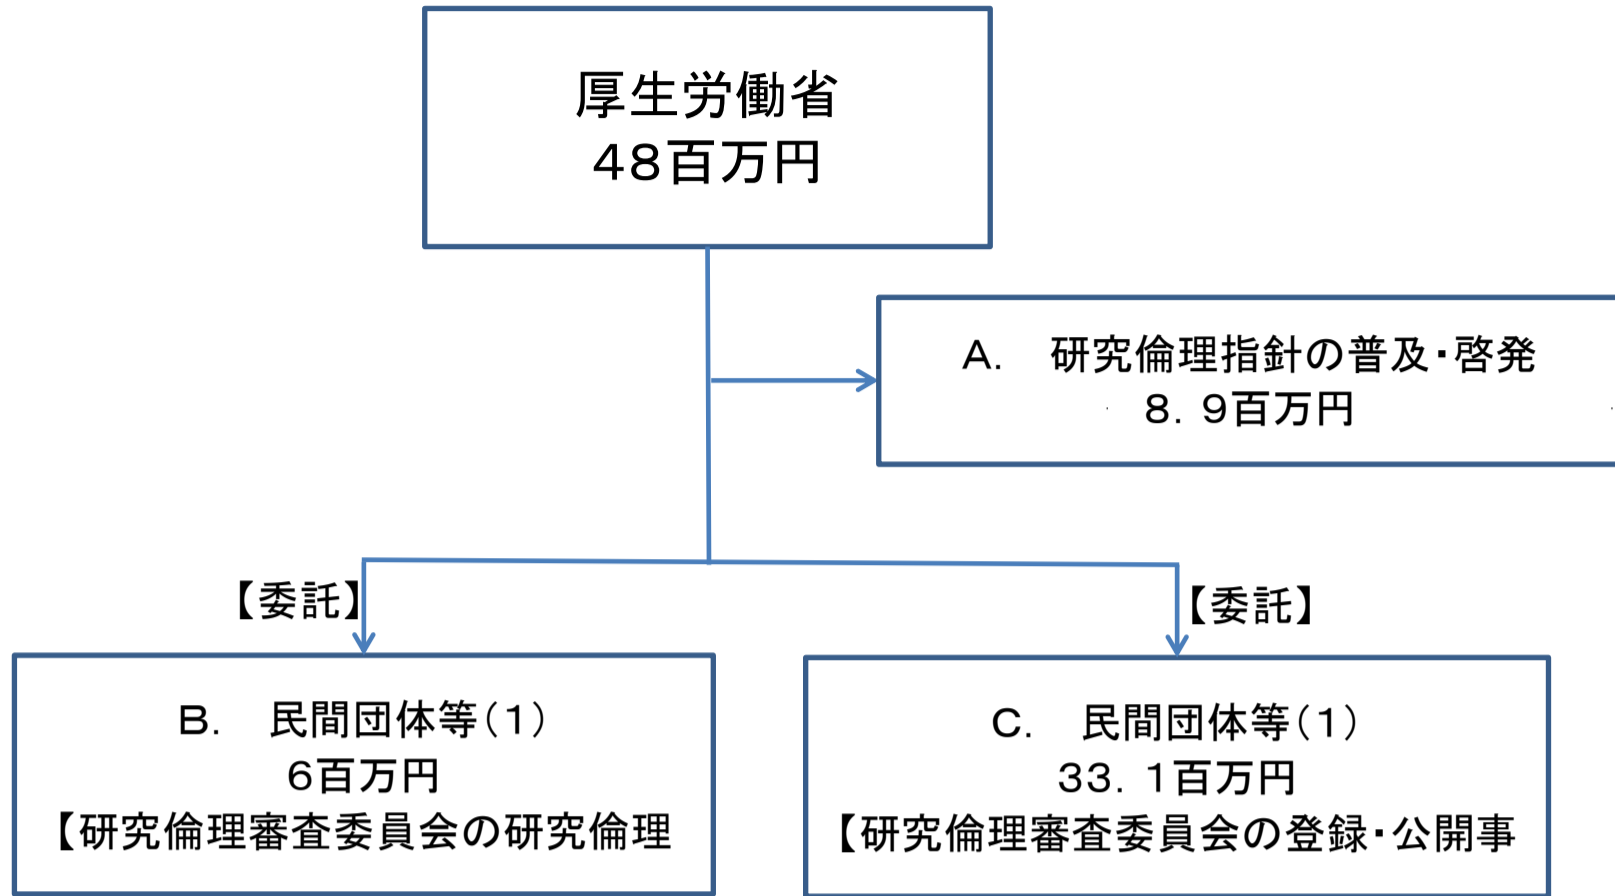 厚生労働省
48百万円
A.　研究倫理指針の普及・啓発
8.9百万円
【委託】
【委託】
B.　民間団体等(1)
6百万円
【研究倫理審査委員会の研究倫理
C.　民間団体等(1)
33.1百万円
【研究倫理審査委員会の登録・公開事